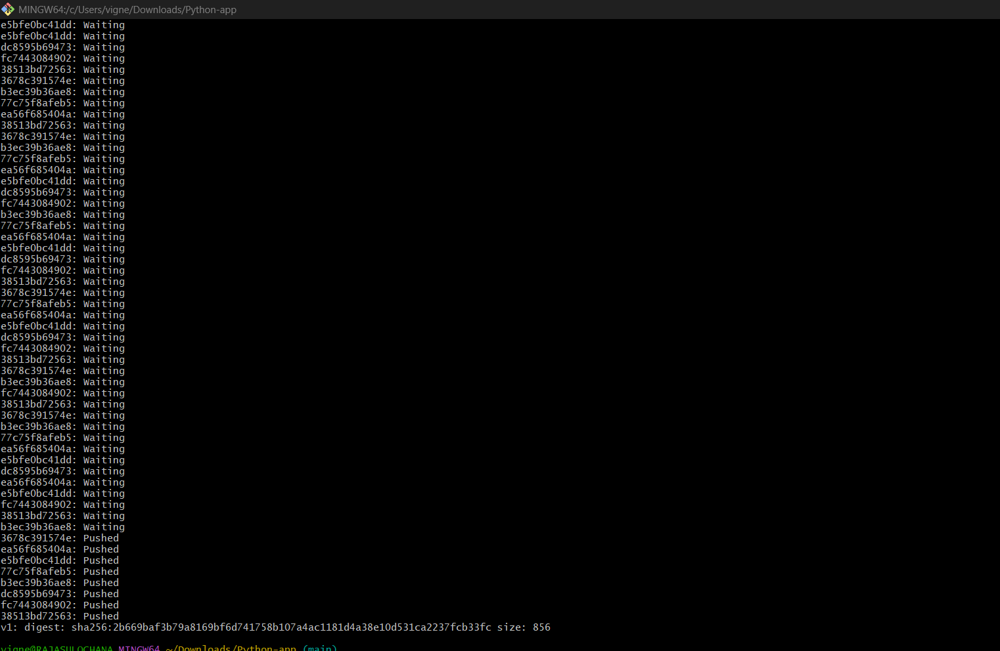 MINGW64:/c/Users/vigne/Downloads/Python-app
e5bfe0bc41dd: Waiting
e5bfe0bc41dd: Waiting
dc8595b69473: Waiting
fc7443084902: Waiting
38513bd72563: Waiting
3678c391574e: Waiting
b3ec39b36ae8: Waiting
77c75f8afeb5: Waiting
ea56f685404a: Waiting
38513bd72563: Waiting
3678c391574e: Waiting
b3ec39b36ae8: Waiting
77c75f8afeb5: Waiting
ea56f685404a: Waiting
e5bfe0bc41dd: Waiting
dc8595b69473: Waiting
fc7443084902: Waiting
b3ec39b36ae8: Waiting
77c75f8afeb5: Waiting
ea56f685404a: Waiting
e5bfe0bc41dd: Waiting
dc8595b69473: Waiting
fc7443084902: Waiting
38513bd72563: Waiting
3678c391574e: Waiting
77c75f8afeb5: Waiting
ea56f685404a: Waiting
e5bfe0bc41dd: Waiting
dc8595b69473: Waiting
fc7443084902: Waiting
38513bd72563: Waiting
3678c391574e: Waiting
b3ec39b36ae8: Waiting
fc7443084902: Waiting
38513bd72563: Waiting
3678c391574e: Waiting
b3ec39b36ae8: Waiting
77c75f8afeb5: Waiting
ea56f685404a: Waiting
e5bfe0bc41dd: Waiting
dc8595b69473: Waiting
ea56f685404a: Waiting
e5bfe0bc41dd: Waiting
fc7443084902: Waiting
38513bd72563: Waiting
b3ec39b36ae8: Waiting
3678c391574e: Pushed
ea56f685404a: Pushed
e5bfe0bc41dd: Pushed
77c75f8afeb5: Pushed
b3ec39b36ae8: Pushed
dc8595b69473: Pushed
fc7443084902: Pushed
38513bd72563: Pushed
v1: digest: sha256:2b669baf3b79a8169bf6d741758b107a4ac1181d4a38e10d531ca2237fcb33fc size: 856
vigne@RAJASULOCHANA MINGW64 ~/Downloads/Python-app (main)